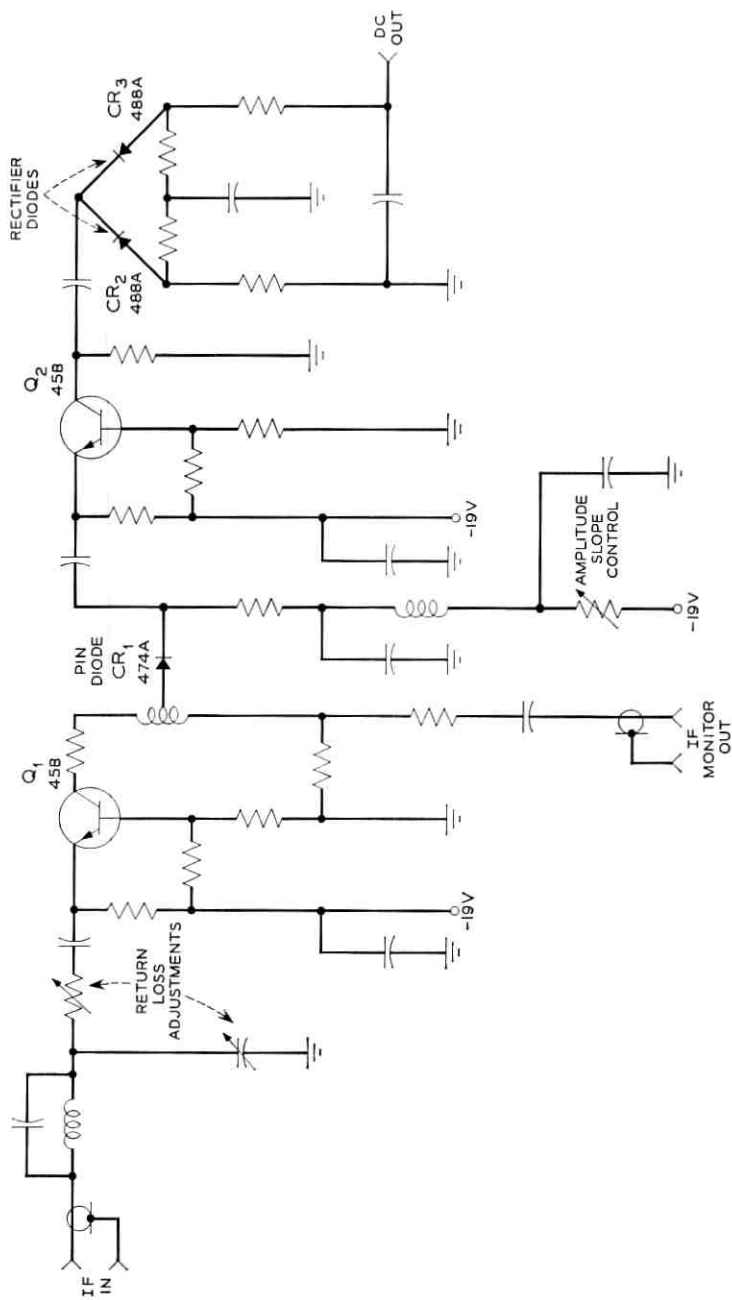 IF
IN
RETURN
LOSS
ADJUSTMENTS
-19V
Q1
45B
PIN
DIODE
CR1
474A
IF
MONITOR
OUT
AMPLITUDE
SLOPE
CONTROL
-19V
-19V
Q2
45B
RECTIFIER
DIODES
CR2
488A
CR3
488A
DC
OUT